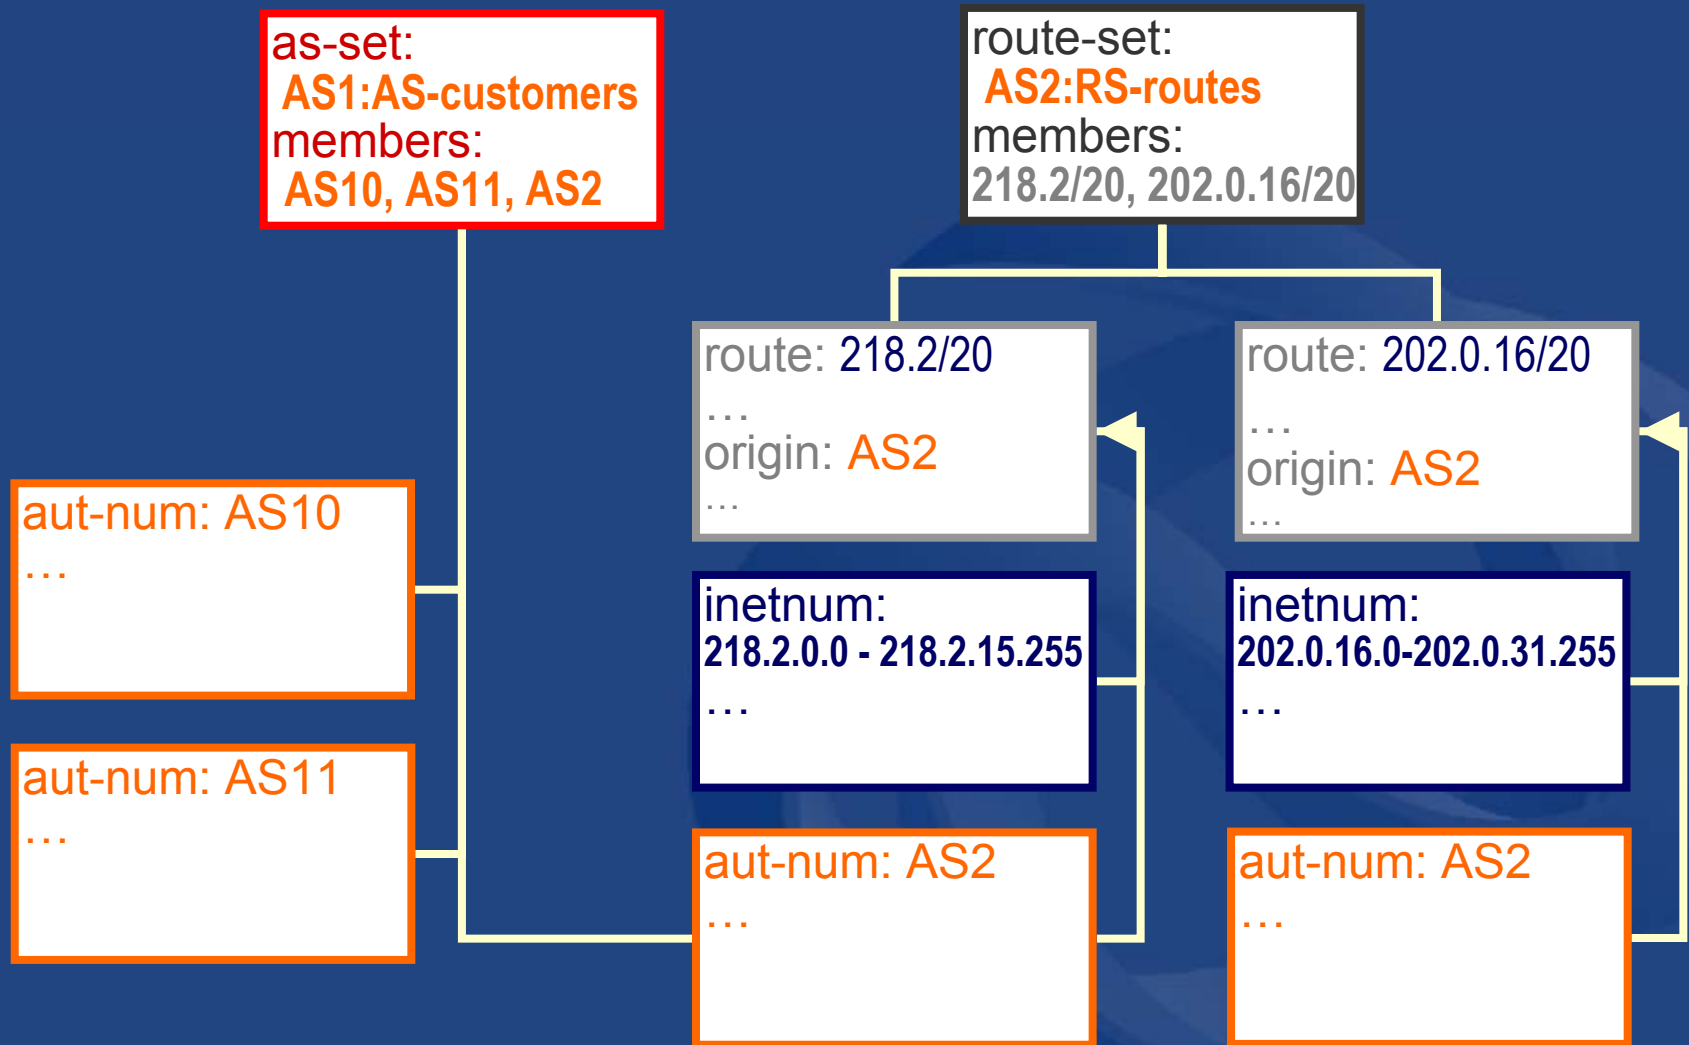 as-set:
AS1:AS-customers
members:
AS10, AS11, AS2
route-set:
AS2:RS-routes
members:
218.2/20, 202.0.16/20
route: 218.2/20
…
origin: AS2
…
route: 202.0.16/20
…
origin: AS2
…
aut-num: AS10
…
inetnum:
218.2.0.0 - 218.2.15.255
…
inetnum:
202.0.16.0-202.0.31.255
…
aut-num: AS11
…
aut-num: AS2
…
aut-num: AS2
…